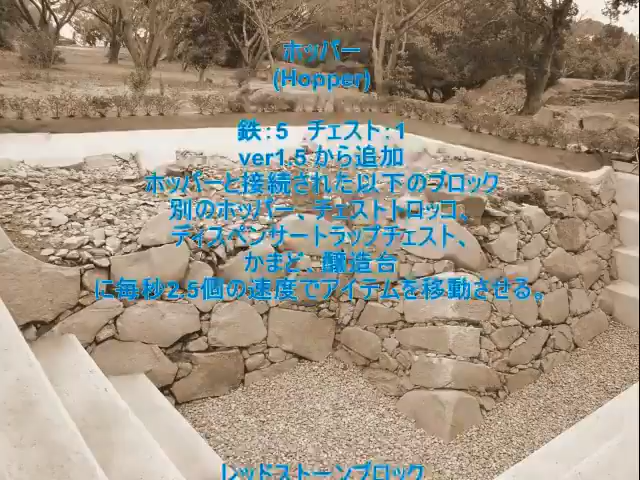 ホッパー
(Hopper)
鉄：5　チェスト：1
ver1.5から追加
ホッパーと接続された以下のブロック
別のホッパー、チェストトロッコ、
ディスペンサートラップチェスト、
かまど、醸造台
に毎秒2.5個の速度でアイテムを移動させる。
レッドストーンブロック